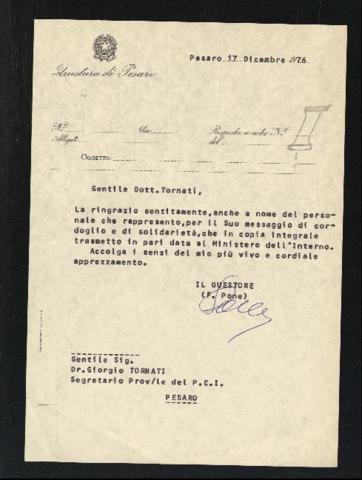 Questura di Pesaro
Pesaro 17 Dicembre 1976
N.° Div.
Allegati
Risposta a nota N.°
del
OGGETTO:
Gentile Dott.Tornati,
La ringrazio sentitamente,anche a nome del perso-
nale che rappresento,per il Suo messaggio di cor-
doglio e di solidarietà,che in copia integrale
trasmetto in pari data al Ministero dell'Interno.
Accolga i sensi del mio più vivo e cordiale
apprezzamento.
IL QUESTORE
(F. Pone)
Gentile Sig.
Dr.Giorgio TORNATI
Segretario Prov/le del P.C.I.
PESARO